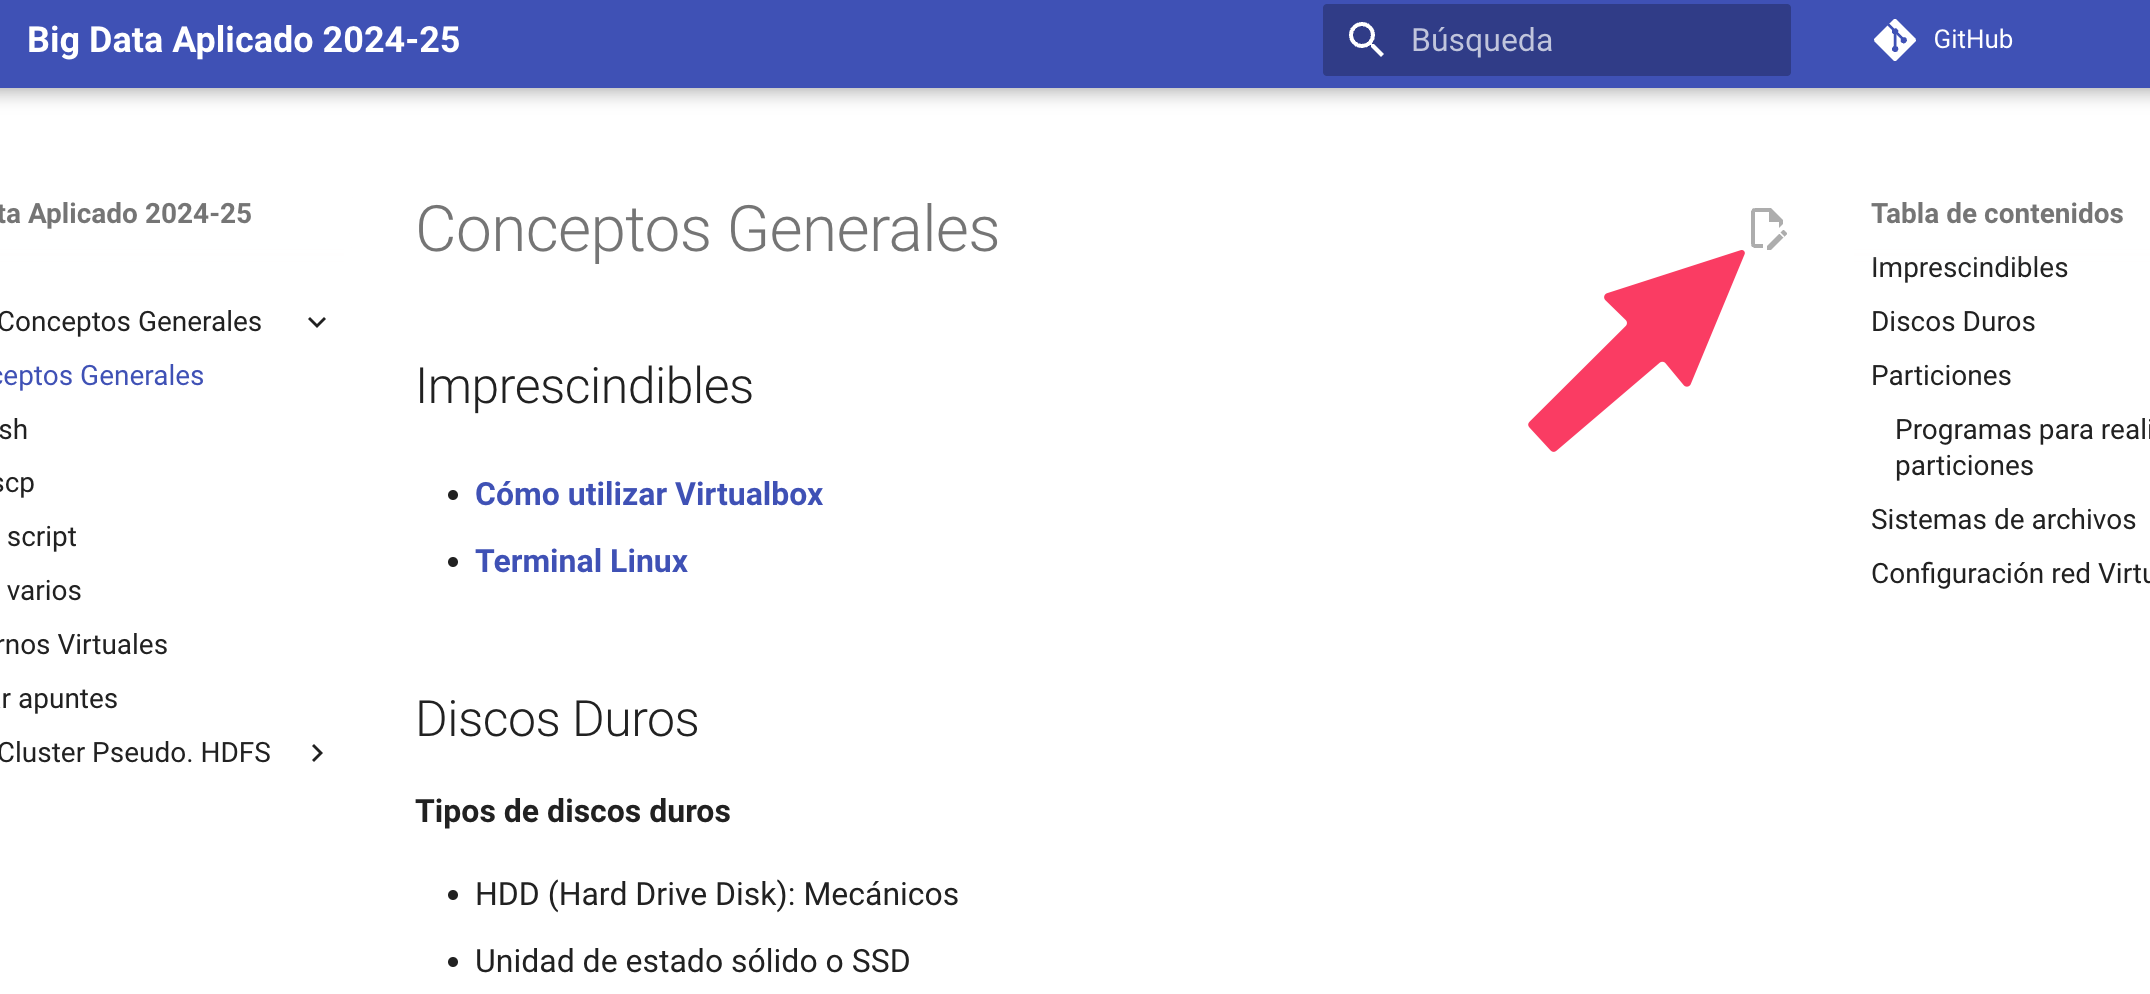 Big Data Aplicado 2024-25
Búsqueda
GitHub
ta Aplicado 2024-25
Conceptos Generales
ceptos Generales
sh
scp
script
varios
rnos Virtuales
r apuntes
Cluster Pseudo. HDFS
Conceptos Generales
Imprescindibles
Cómo utilizar Virtualbox
Terminal Linux
Discos Duros
Tipos de discos duros
HDD (Hard Drive Disk): Mecánicos
Unidad de estado sólido o SSD
Tabla de contenidos
Imprescindibles
Discos Duros
Particiones
Programas para reali
particiones
Sistemas de archivos
Configuración red Virtu